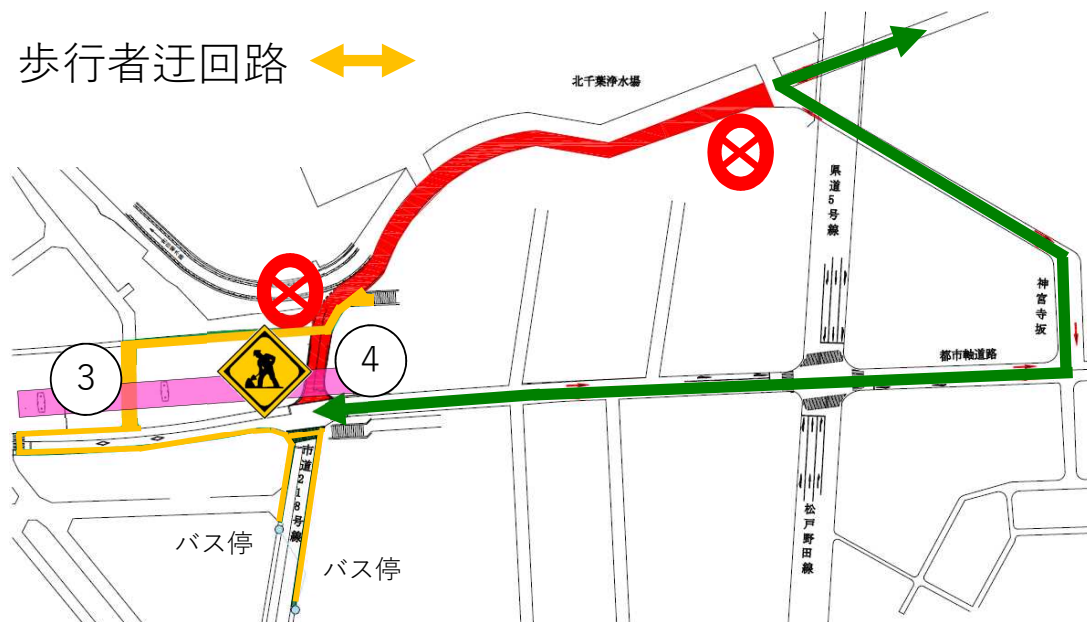 歩行者迂回路
北千葉浄水場
県道5号線
神宮寺坂
都市軸道路
3
4
市道218号線
松戸野田線
バス停
バス停